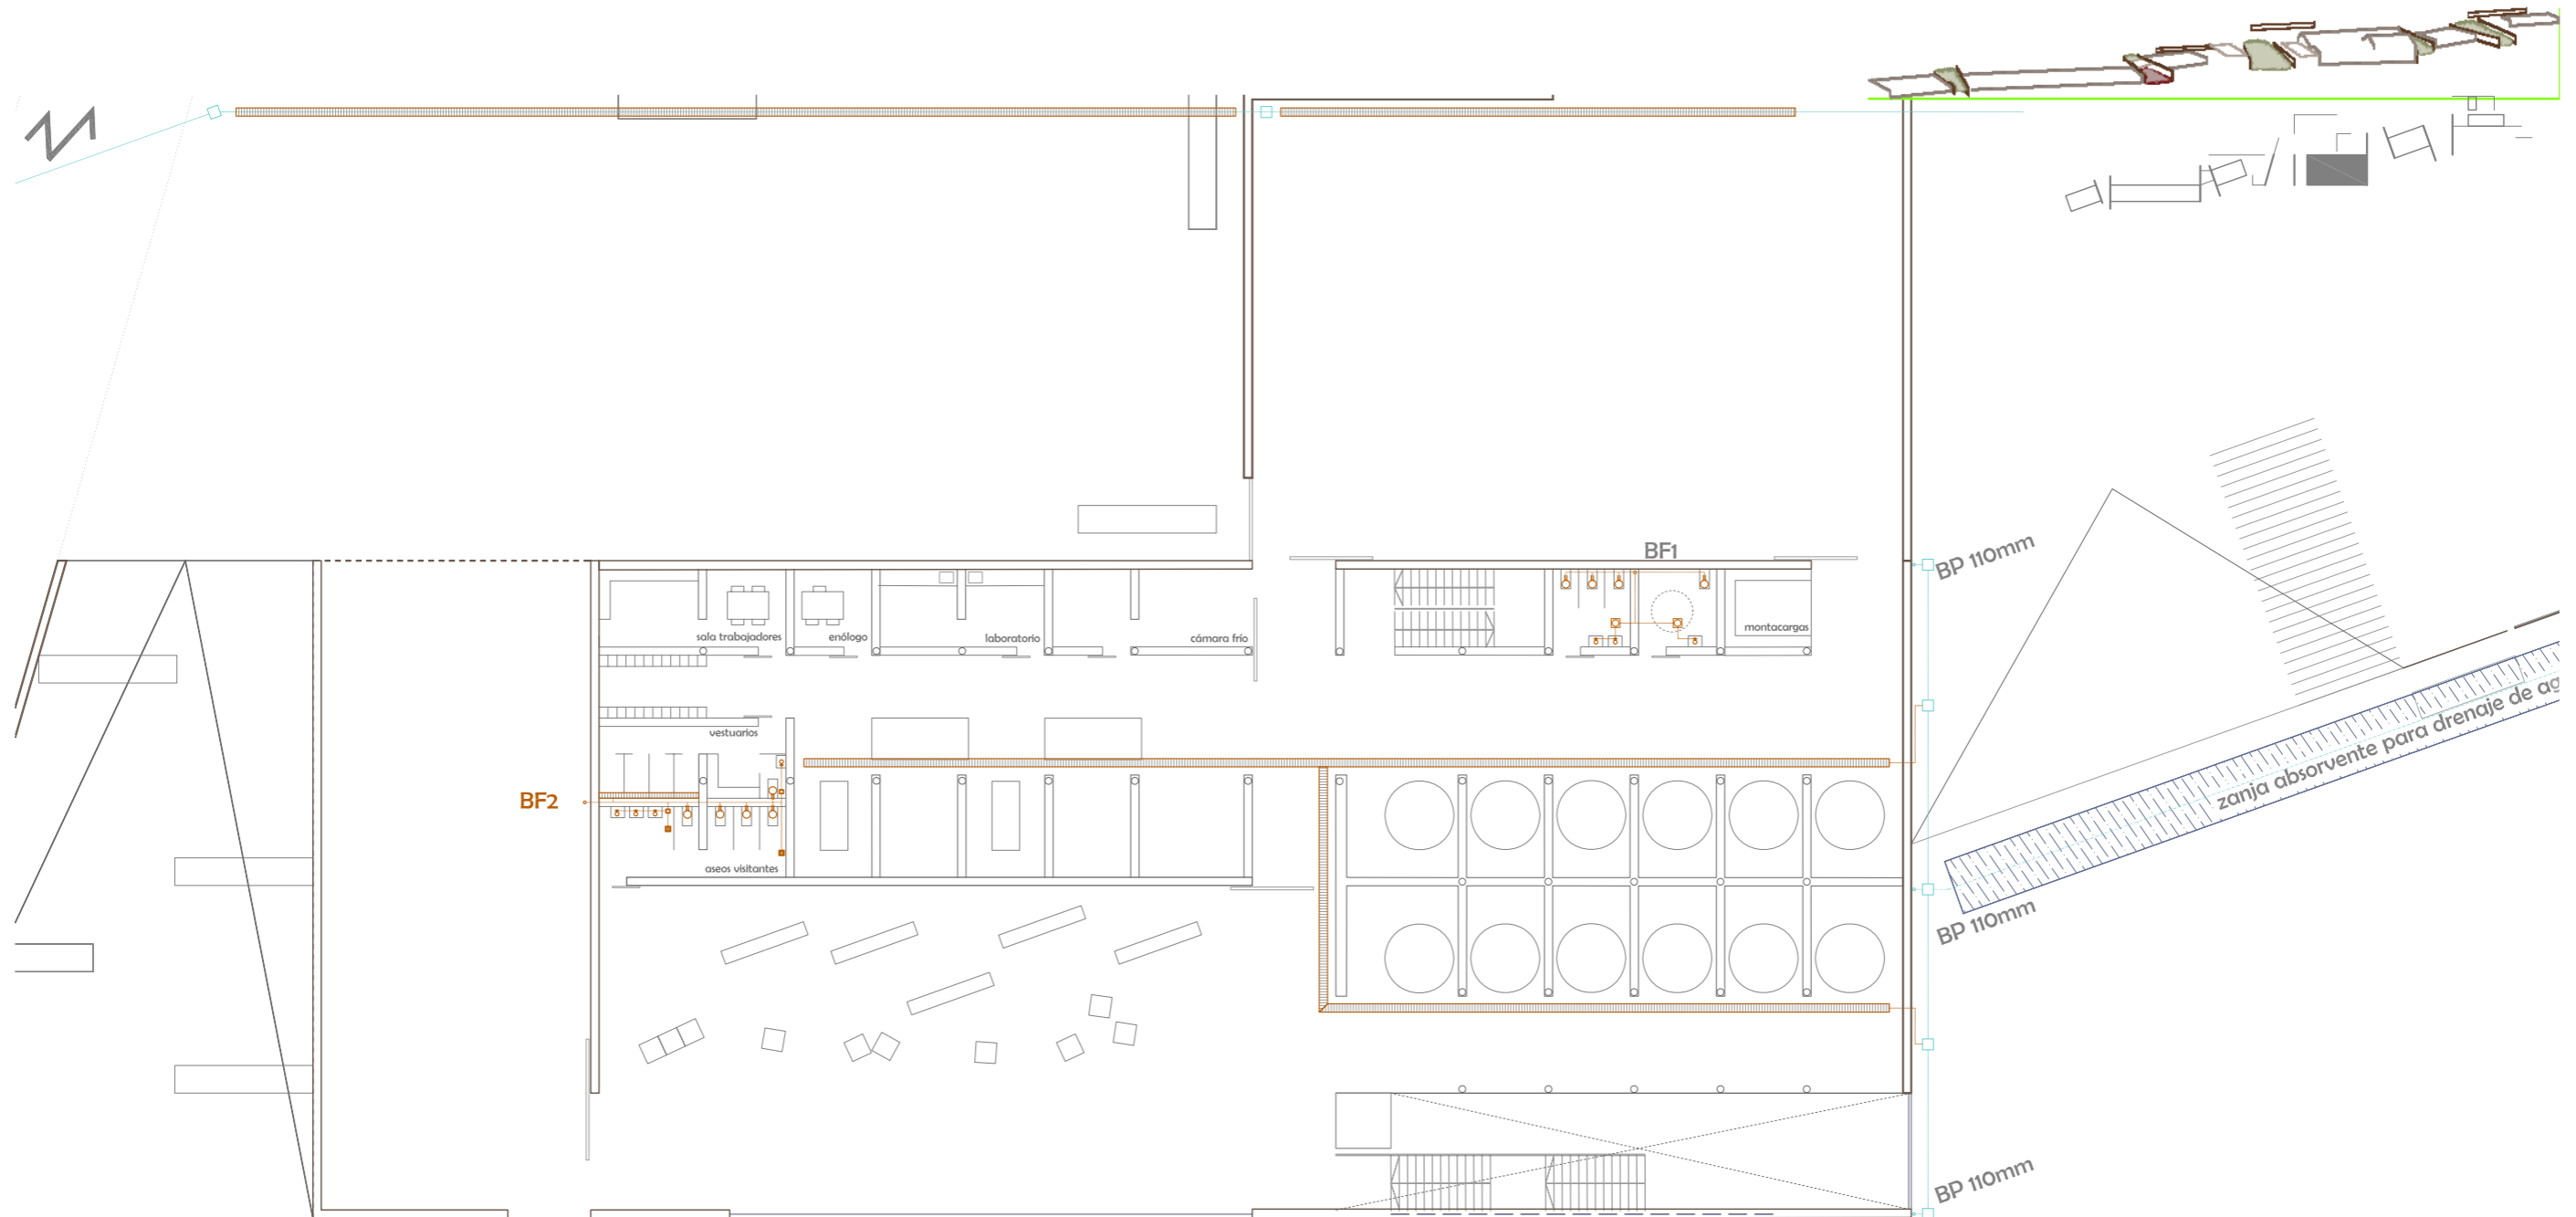 BF1
BP 110mm
sala trabajadores
enólogo
laboratorio
cámara frío
montacargas
vestuarios
zanja absorvente para drenaje de
BF2
aseos visitantes
BP 110mm
BP 110mm